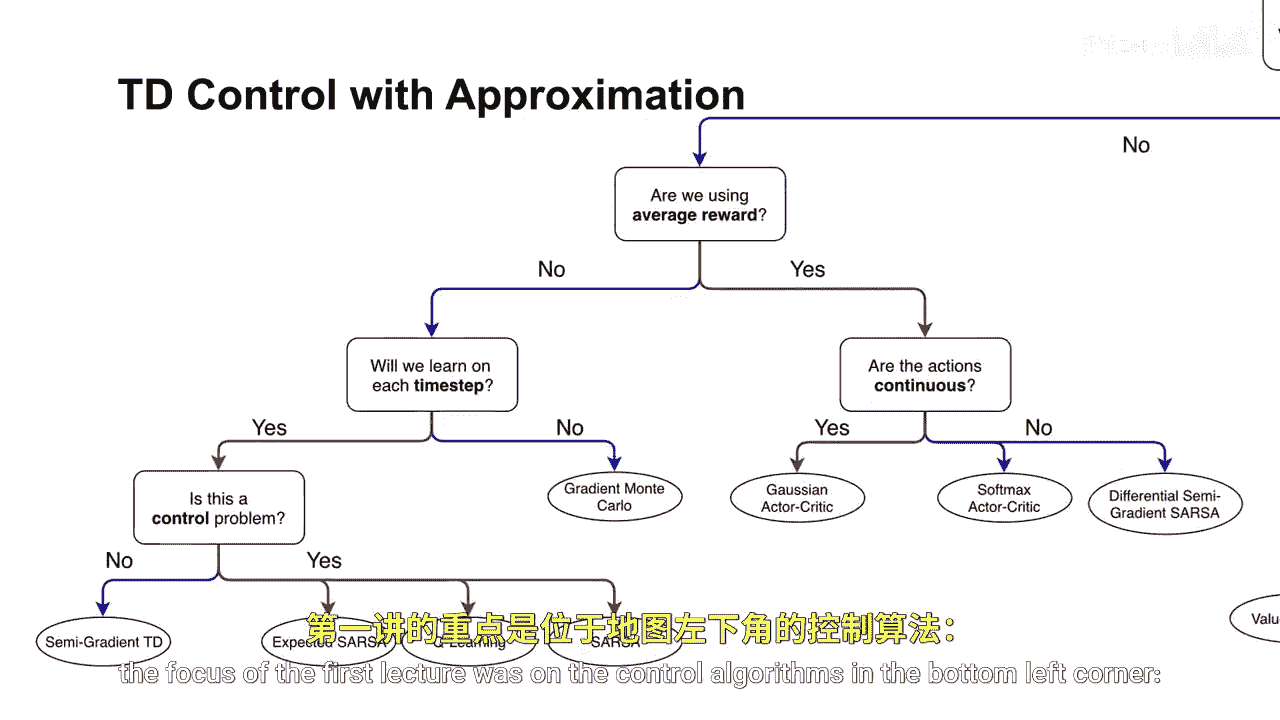 TD Control with Approximation
No
Are we using
average reward?
No
Yes
Will we learn on
each timestep?
Are the actions
continuous?
Yes
No
Yes
No
Is this a
control problem?
Gradient Monte
Carlo
Gaussian
Actor-Critic
Softmax
Actor-Critic
Differential Semi-
Gradient SARSA
No
Yes
Semi-Gradient TD
Expected SARSA
Q-Learning
SARSA
第一讲的重点是位于地图左下角的控制算法：
the focus of the first lecture was on the control algorithms in the bottom left corner: